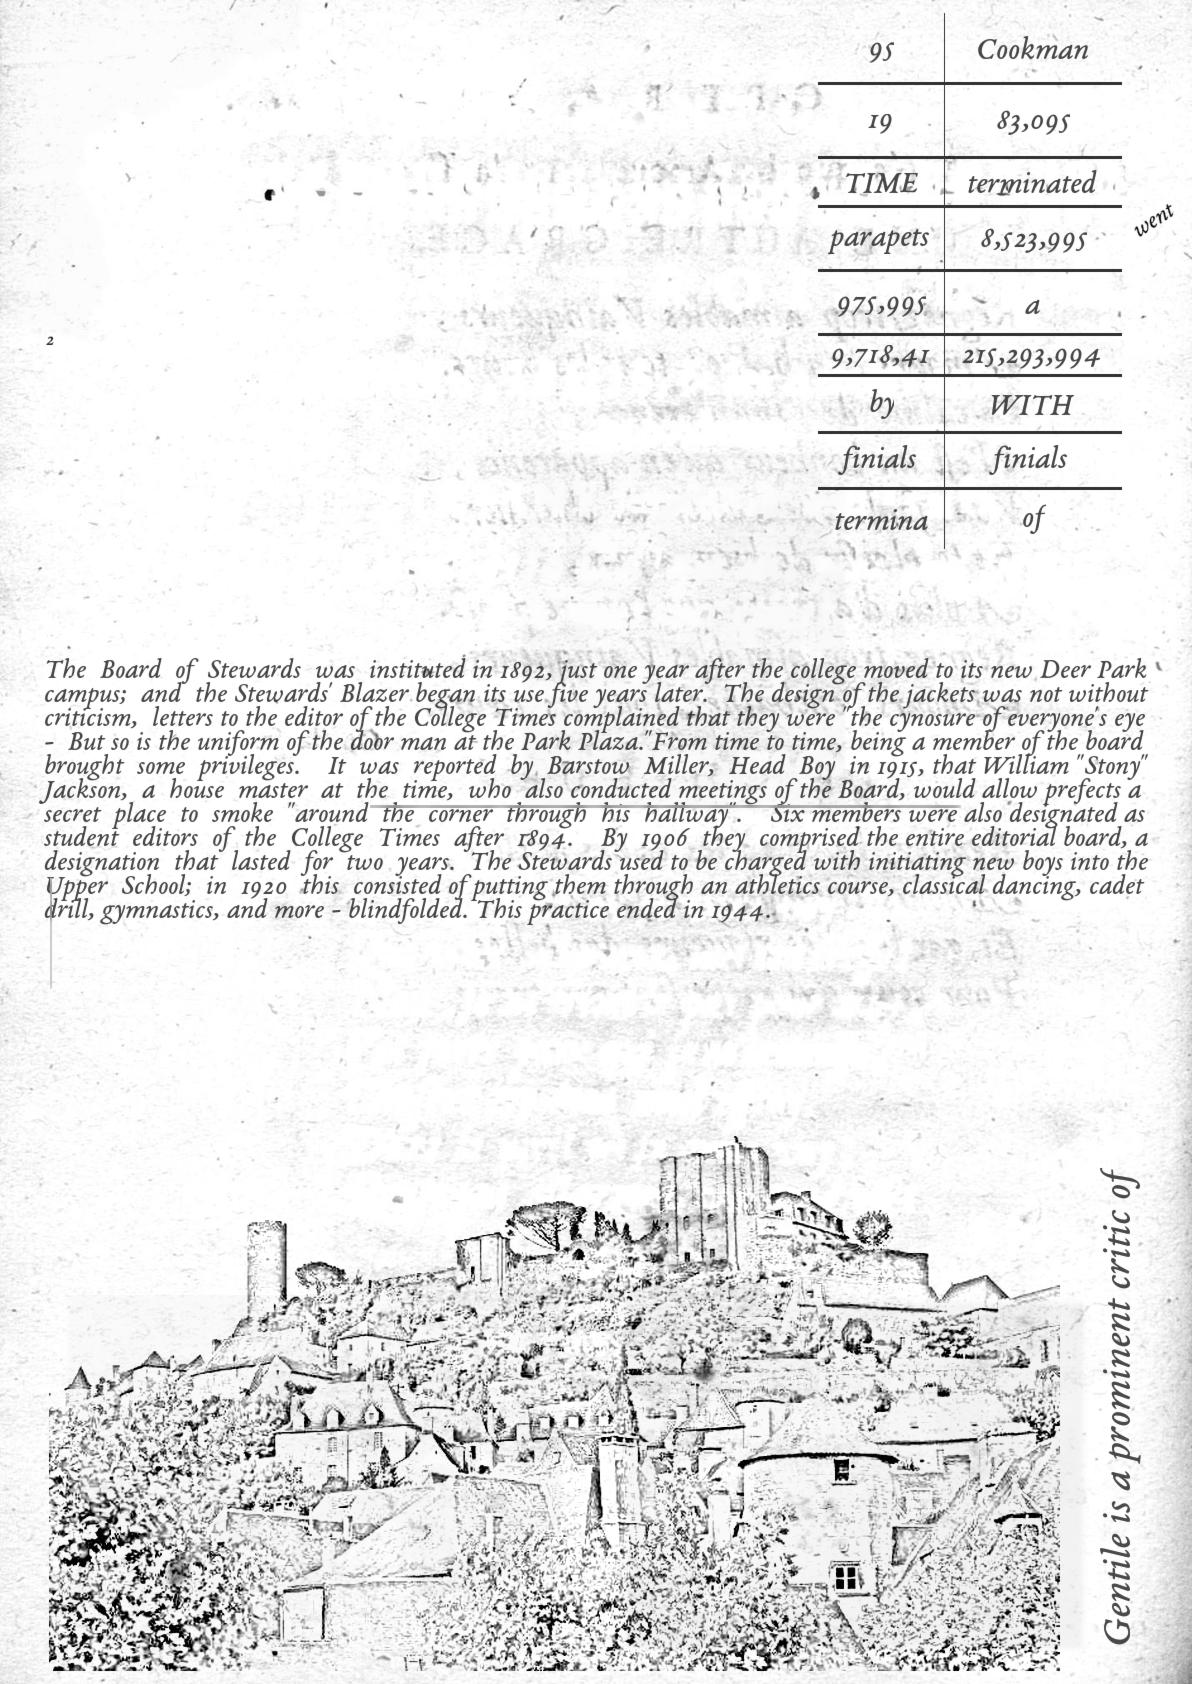 95 Cookman
19 83,095
TIME terminated
parapets 8,523,995
975,995 a
9,718,41 215,293,994
by WITH
finials finials
termina of
went
2
The Board of Stewards was instituted in 1892, just one year after the college moved to its new Deer Park
campus; and the Stewards' Blazer began its use five years later. The design of the jackets was not without
criticism, letters to the editor of the College Times complained that they were "the cynosure of everyone's eye
- But so is the uniform of the door man at the Park Plaza."From time to time, being a member of the board
brought some privileges. It was reported by Barstow Miller, Head Boy in 1915, that William "Stony"
Jackson, a house master at the time, who also conducted meetings of the Board, would allow prefects a
secret place to smoke "around the corner through his hallway". Six members were also designated as
student editors of the College Times after 1894. By 1906 they comprised the entire editorial board, a
designation that lasted for two years. The Stewards used to be charged with initiating new boys into the
Upper School; in 1920 this consisted of putting them through an athletics course, classical dancing, cadet
drill, gymnastics, and more - blindfolded. This practice ended in 1944.
Gentile is a prominent critic of